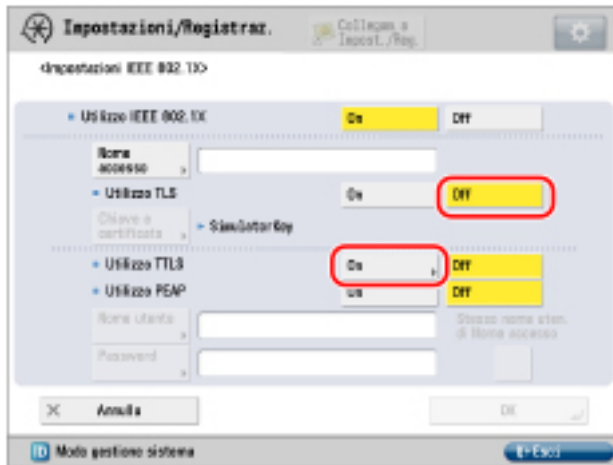 Impostazioni/Registraz.
Collegam a
Impost./Reg.
<Impostazioni IEEE 802.1X>
Utilizzo IEEE 802.1X On Off
Nome
accesso
Utilizzo TLS On Off
Chiave e
certificato SimulatorKey
Utilizzo TTLS On Off
Utilizzo PEAP On Off
Nome utente Stesso nome uten.
di Nome accesso
Password
Annulla OK
ID Modo gestione sistema Esci